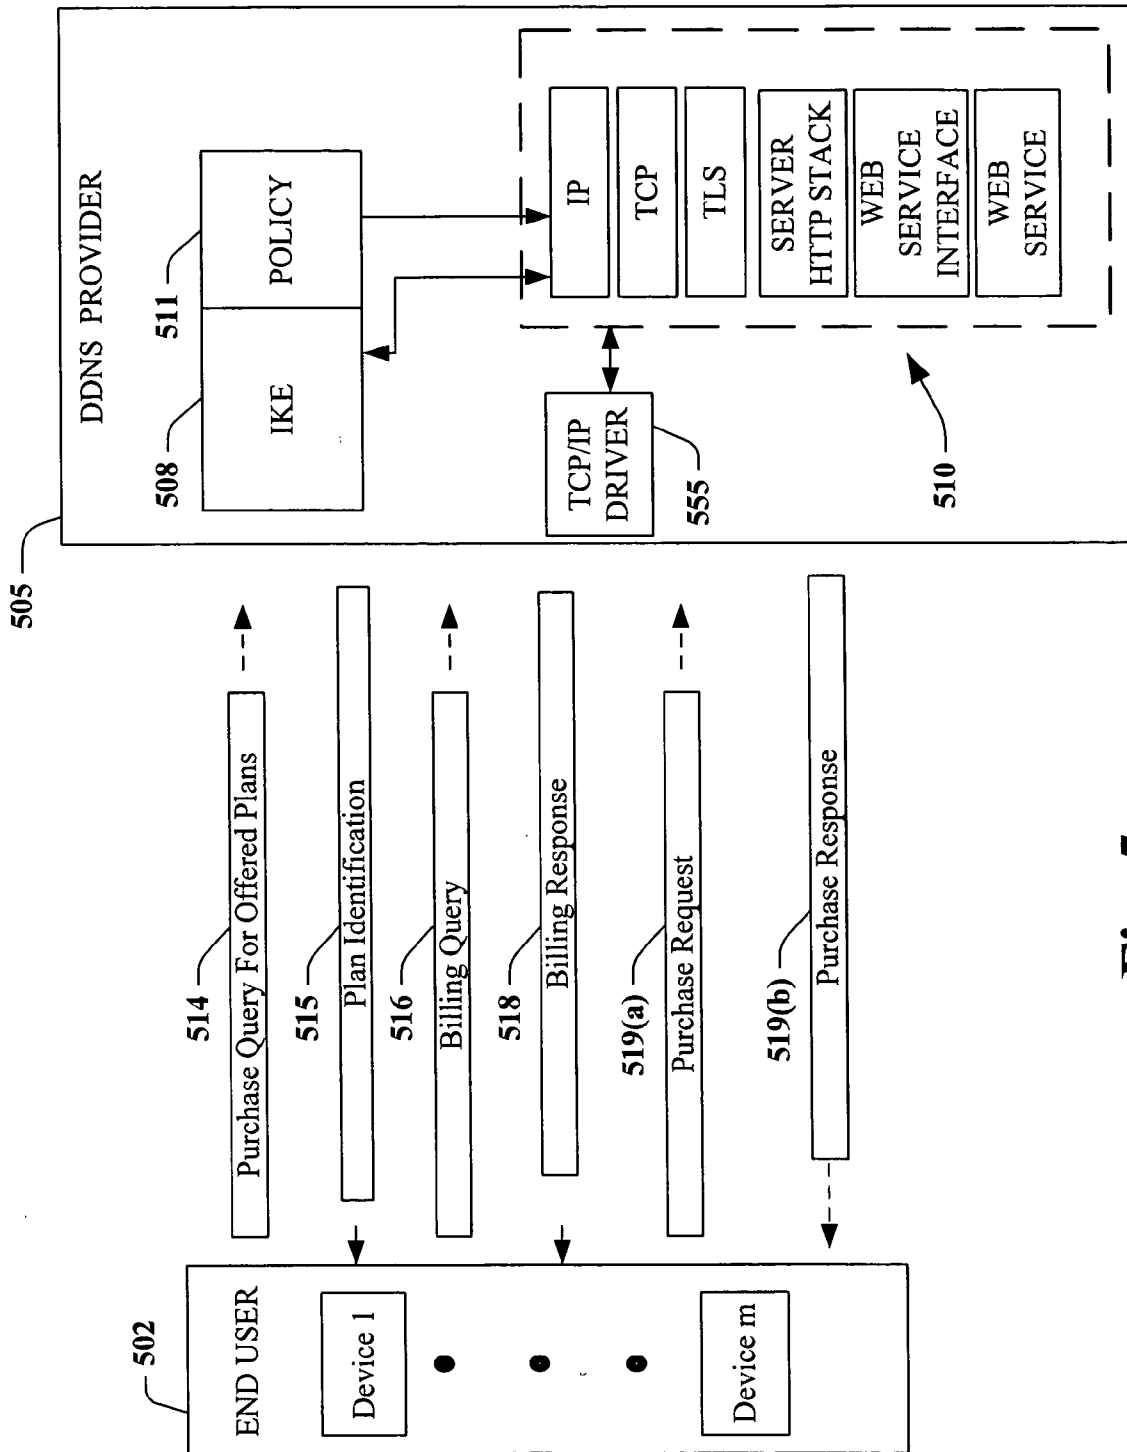 502
END USER
Device 1
Device m
514
Purchase Query For Offered Plans
515
Plan Identification
516
Billing Query
518
Billing Response
519(a)
Purchase Request
519(b)
Purchase Response
505
DDNS PROVIDER
508
511
IKE
POLICY
TCP/IP
DRIVER
555
IP
TCP
TLS
SERVER
HTTP STACK
WEB
SERVICE
INTERFACE
WEB
SERVICE
510